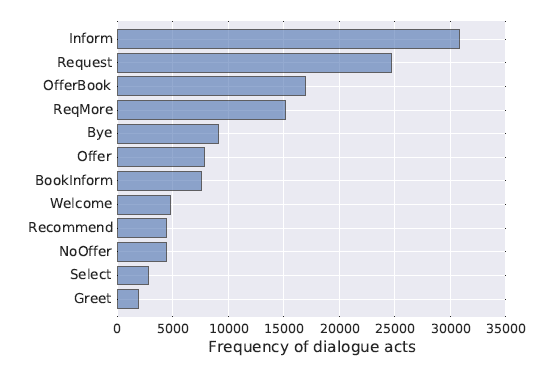 Inform
Request
OfferBook
ReqMore
Bye
Offer
BookInform
Welcome
Recommend
NoOffer
Select
Greet
0 5000 10000 15000 20000 25000 30000 35000
Frequency of dialogue acts